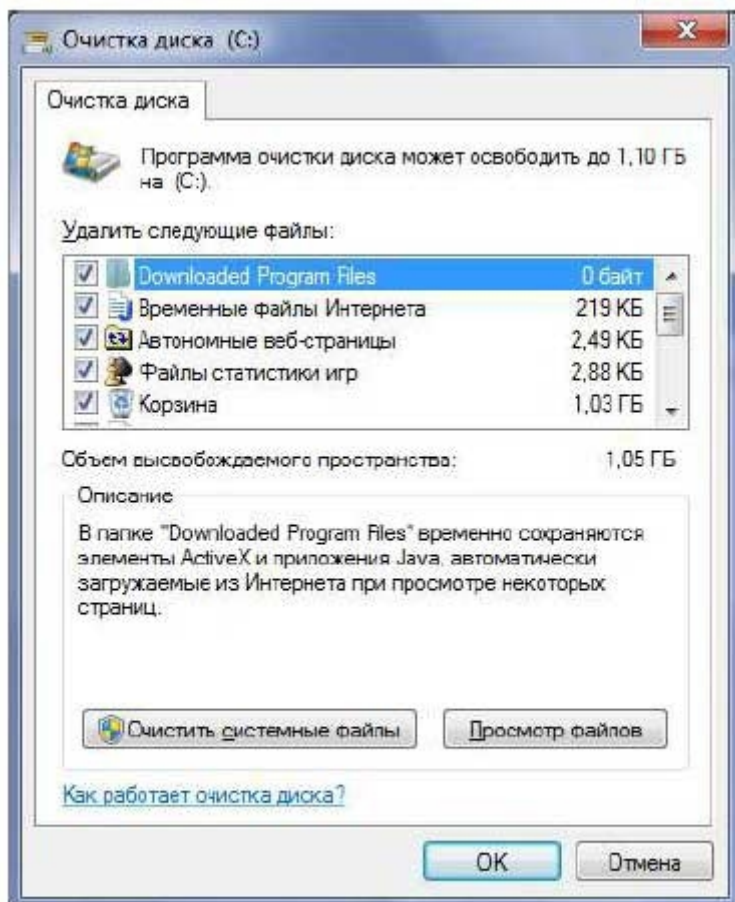 Очистка диска (C:)
Очистка диска
Программа очистки диска может освободить до 1,10 ГБ
на (C:).
Удалить следующие файлы:
Downloaded Program Files 0 байт
Временные файлы Интернета 219 КБ
Автономные веб-страницы 2,49 КБ
Файлы статистики игр 2,88 КБ
Корзина 1,03 ГБ
Объем высвобождаемого пространства: 1,05 ГБ
Описание
В папке "Downloaded Program Files" временно сохраняются
элементы ActiveX и приложения Java, автоматически
загружаемые из Интернета при просмотре некоторых
страниц.
Очистить системные файлы Просмотр файлов
Как работает очистка диска?
OK Отмена